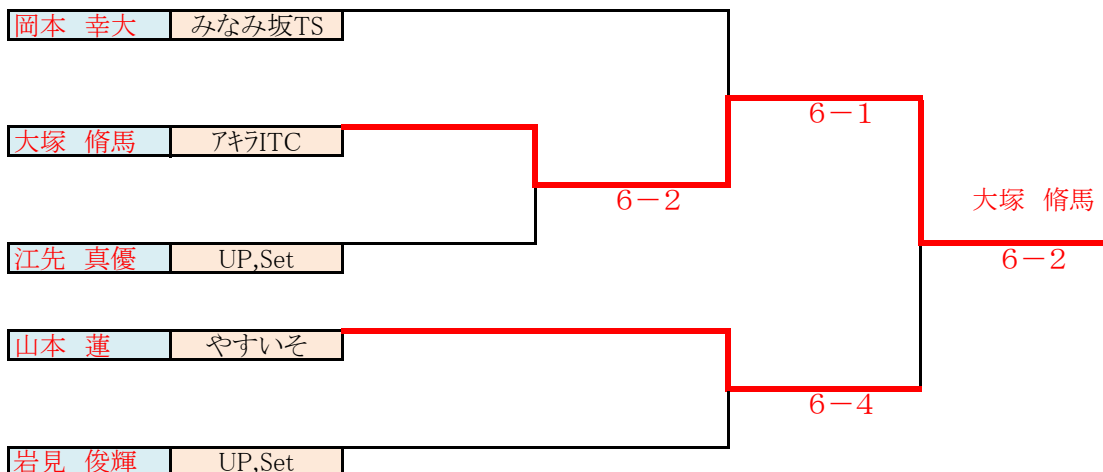 岡本 幸大 みなみ坂TS
6－1
大塚 脩馬 アキラITC
6－2
大塚 脩馬
江先 真優 UP,Set
6－2
山本 蓮 やすいそ
6－4
岩見 俊輝 UP,Set